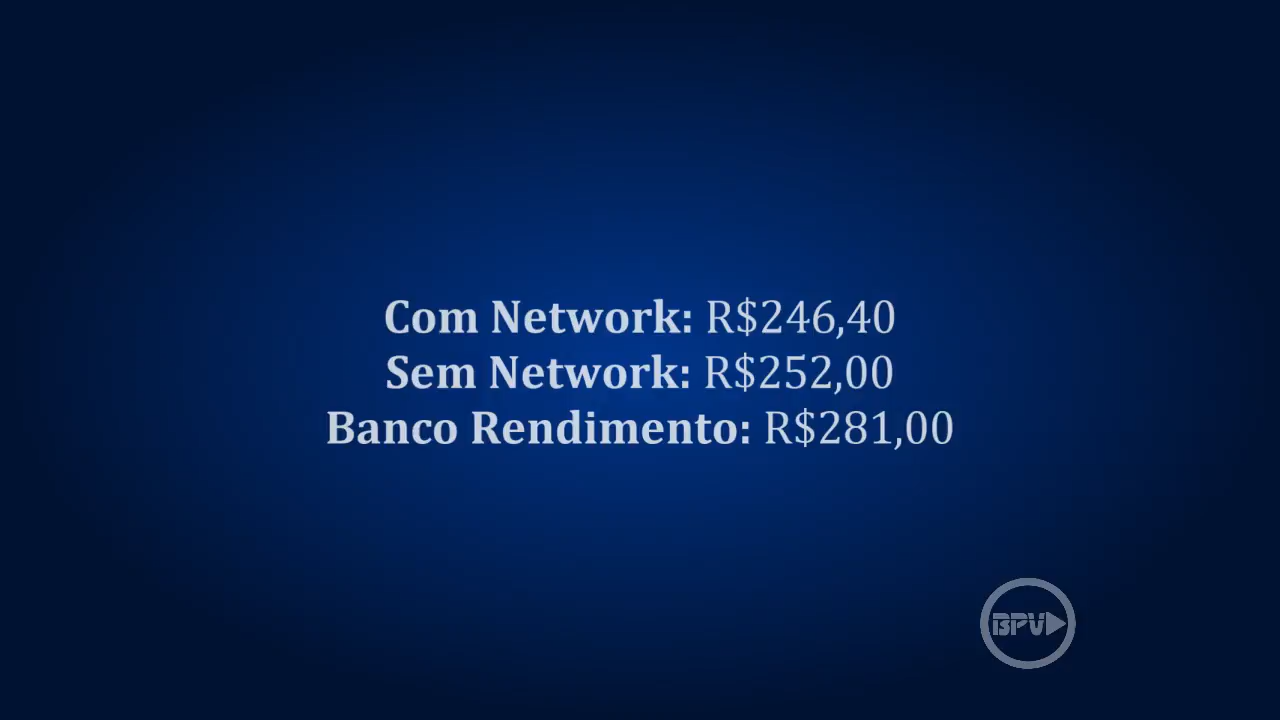 Com Network: R$246,40
Sem Network: R$252,00
Banco Rendimento: R$281,00
BPV